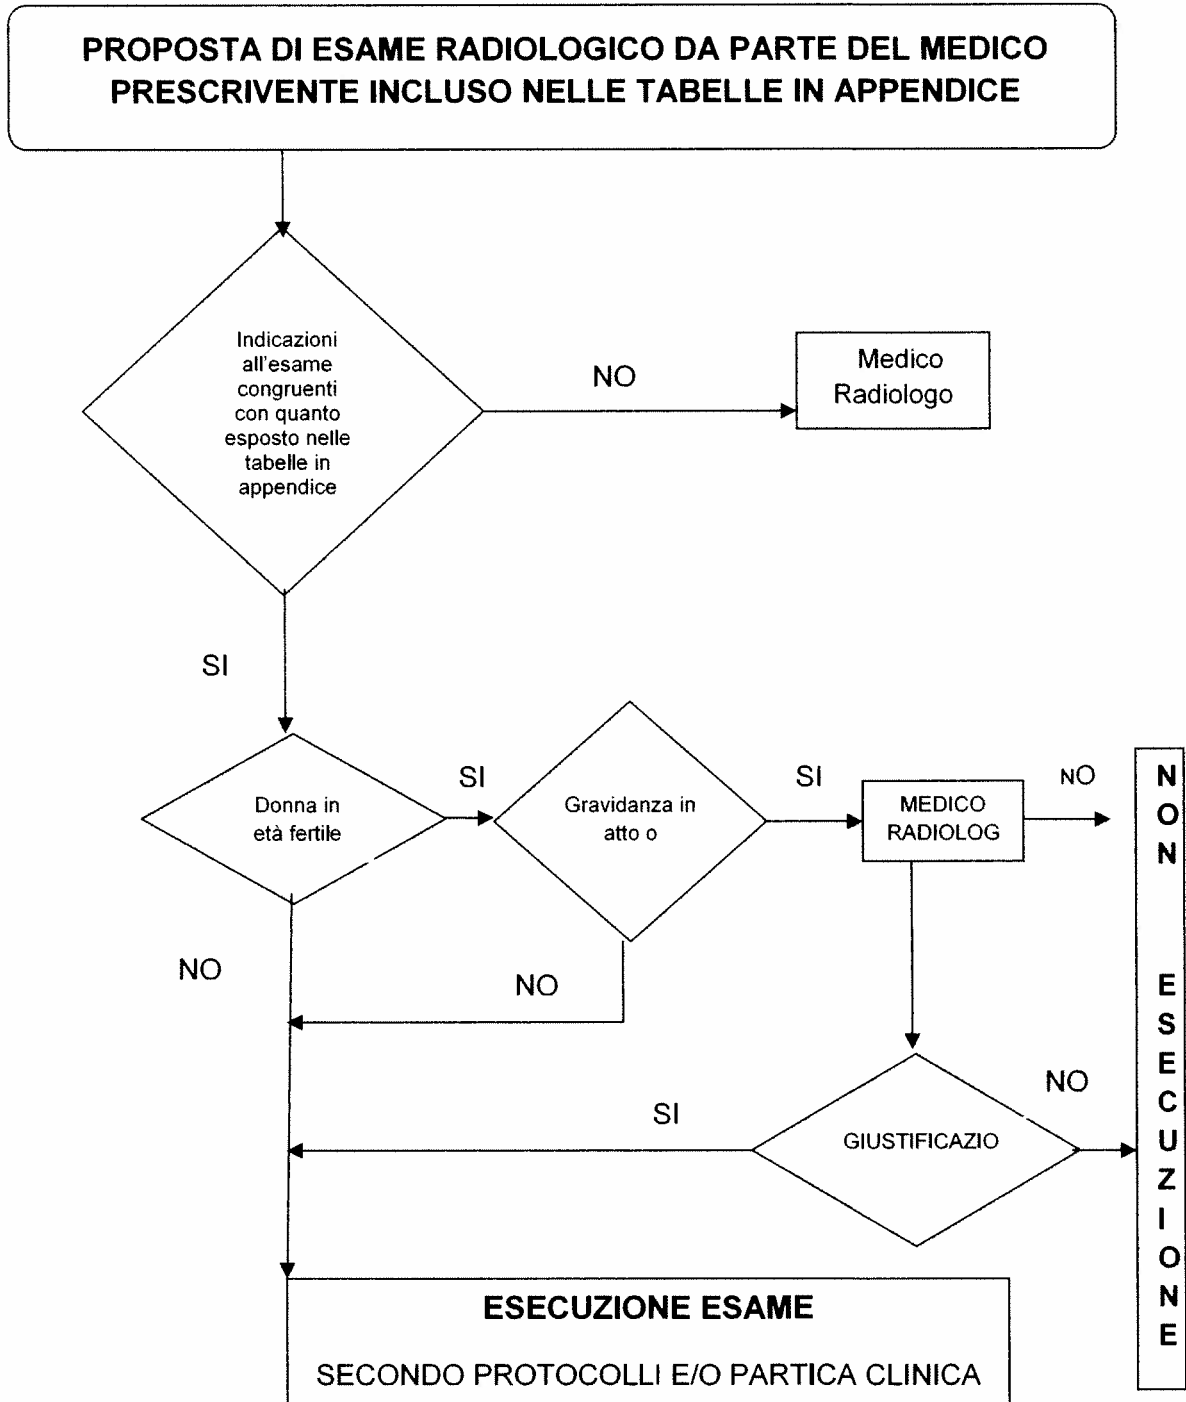 PROPOSTA DI ESAME RADIOLOGICO DA PARTE DEL MEDICO
PRESCRIVENTE INCLUSO NELLE TABELLE IN APPENDICE
Indicazioni
all'esame
congruenti
con quanto
esposto nelle
tabelle in
appendice
NO
Medico
Radiologo
SI
Donna in
età fertile
SI
Gravidanza in
atto o
SI
MEDICO
RADIOLOG
NO
NO
NO
SI
GIUSTIFICAZIO
NO
NON ESECUZIONE
ESECUZIONE ESAME
SECONDO PROTOCOLLI E/O PARTICA CLINICA